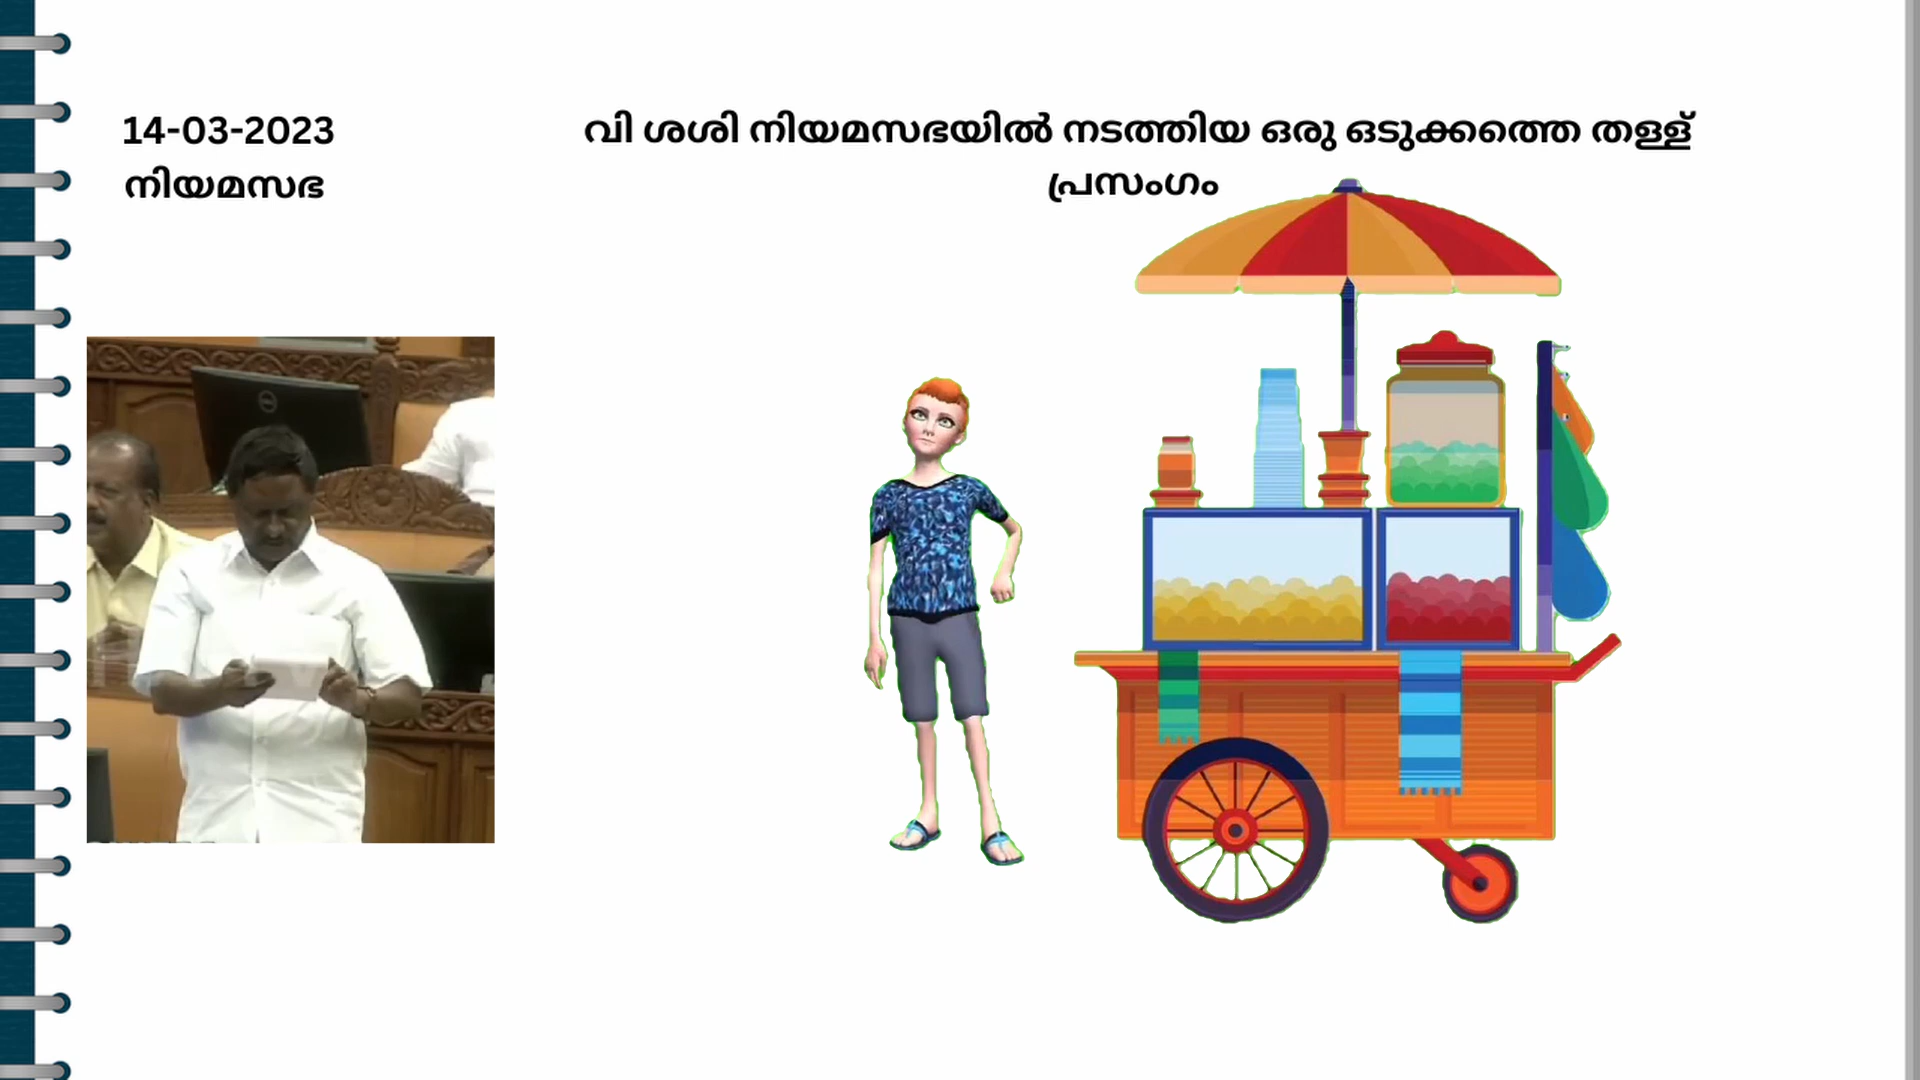 14-03-2023
നിയമസഭ
വി ശശി നിയമസഭയിൽ നടത്തിയ ഒരു ഒടുക്കത്തെ തള്ള്
പ്രസംഗം